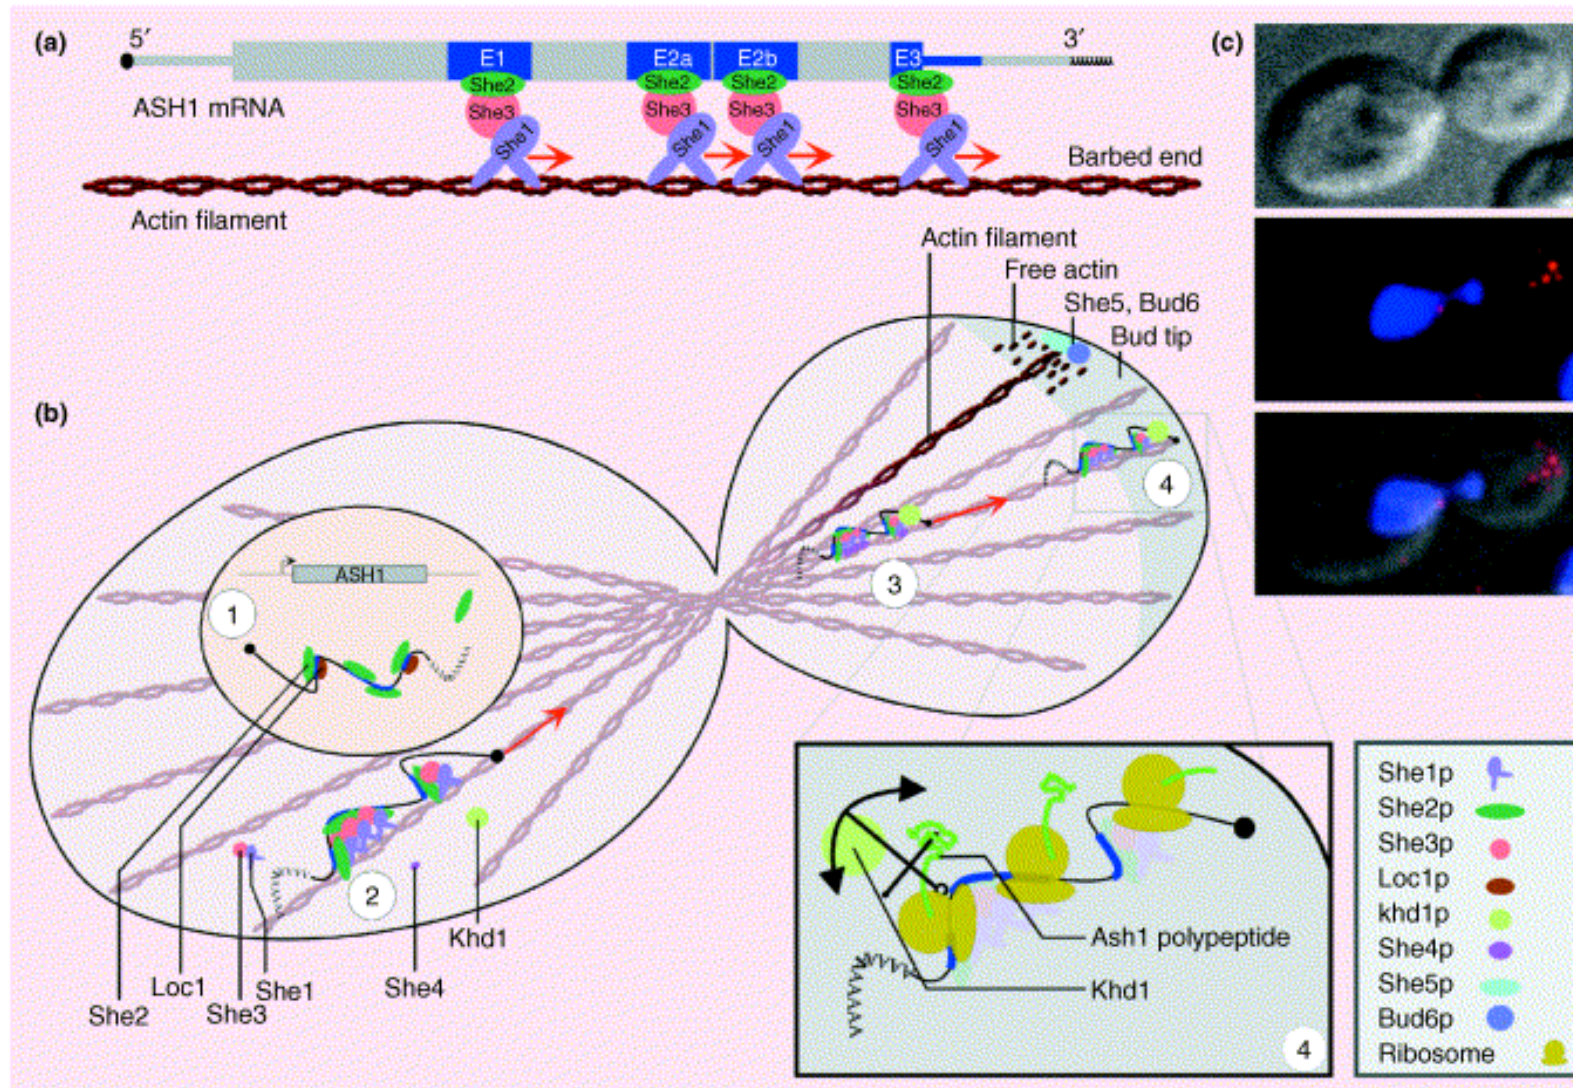 (a)
5′
3′
E1
E2a
E2b
E3
She2
She2
She2
She2
ASH1 mRNA
She3
She3
She3
She3
She1
She1
She1
She1
Barbed end
Actin filament
(c)
Actin filament
Free actin
She5, Bud6
Bud tip
(b)
ASH1
1
2
3
4
Khd1
She4
She1
She3
Loc1
She2
Ash1 polypeptide
Khd1
4
She1p
She2p
She3p
Loc1p
khd1p
She4p
She5p
Bud6p
Ribosome